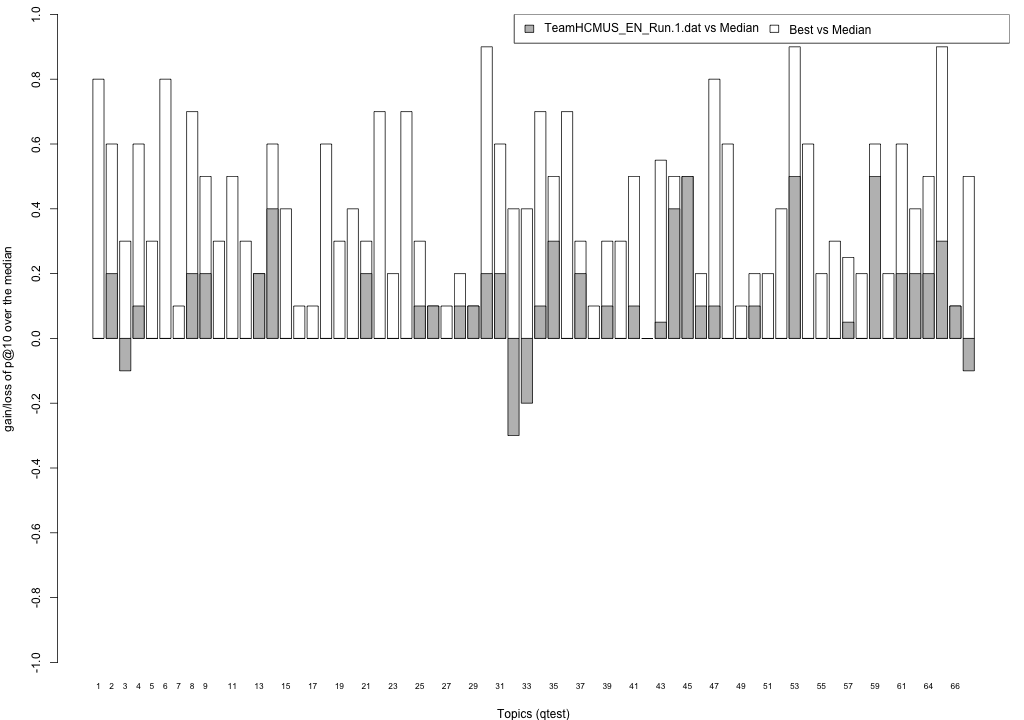 TeamHCMUS_EN_Run.1.dat vs Median Best vs Median
gain/loss of p@10 over the median
1.0
0.8
0.6
0.4
0.2
0.0
-0.2
-0.4
-0.6
-0.8
-1.0
1 2 3 4 5 6 7 8 9 11 13 15 17 19 21 23 25 27 29 31 33 35 37 39 41 43 45 47 49 51 53 55 57 59 61 64 66
Topics (qtest)